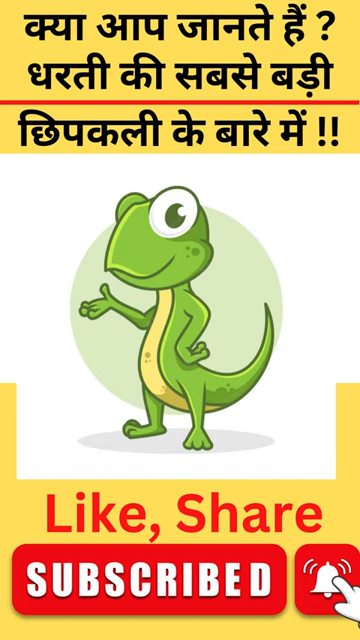 क्या आप जानते हैं ?
धरती की सबसे बड़ी
छिपकली के बारे में !!
Like, Share
SUBSCRIBED